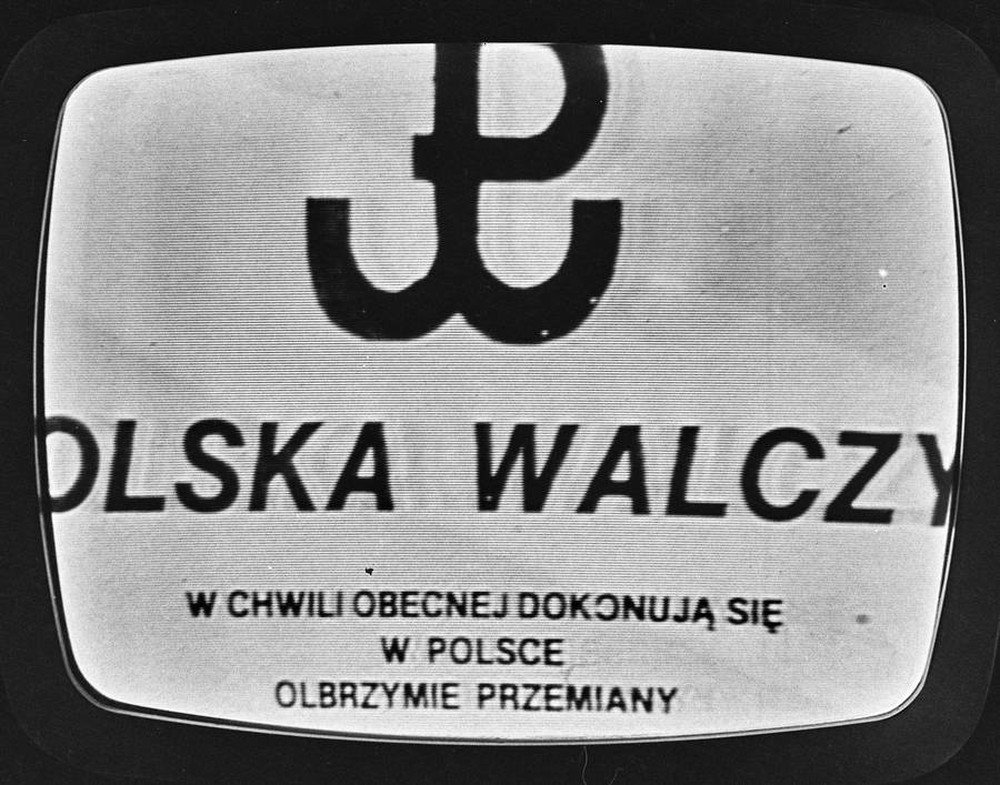 OLSKA WALCZY
W CHWILI OBECNEJ DOKONUJĄ SIĘ
W POLSCE
OLBRZYMIE PRZEMIANY